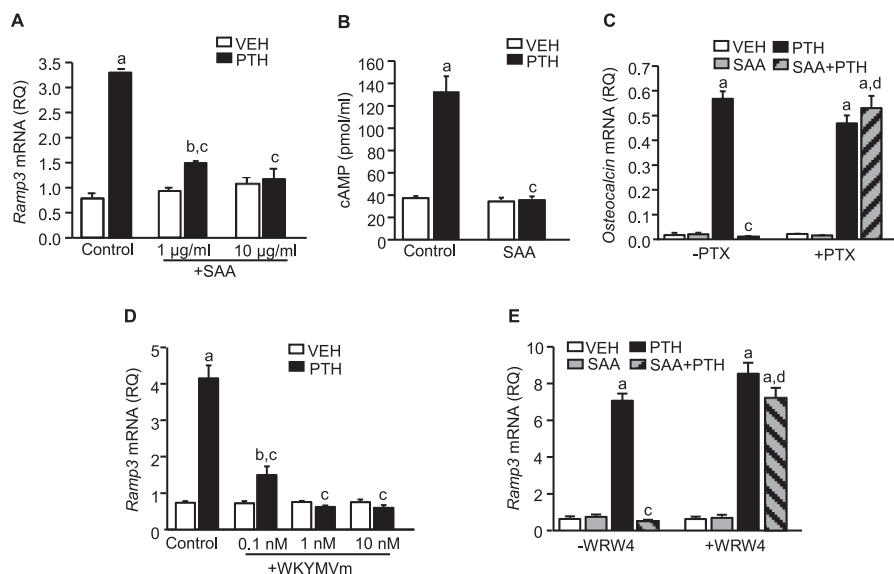 A
VEH
PTH
Ramp3 mRNA (RQ)
3.5
3.0
2.5
2.0
1.5
1.0
0.5
0.0
a
b,c
c
Control
1 µg/ml
10 µg/ml
+SAA
B
VEH
PTH
cAMP (pmol/ml)
160
140
120
100
80
60
40
20
0
a
c
Control
SAA
C
VEH
PTH
SAA
SAA+PTH
Osteocalcin mRNA (RQ)
0.7
0.6
0.5
0.4
0.3
0.2
0.1
0.0
a
c
a
a,d
-PTX
+PTX
D
VEH
PTH
Ramp3 mRNA (RQ)
5
4
3
2
1
0
a
b,c
c
c
Control
0.1 nM
1 nM
10 nM
+WKYMVm
E
VEH
PTH
SAA
SAA+PTH
Ramp3 mRNA (RQ)
10
8
6
4
2
0
a
c
a
a,d
-WRW4
+WRW4